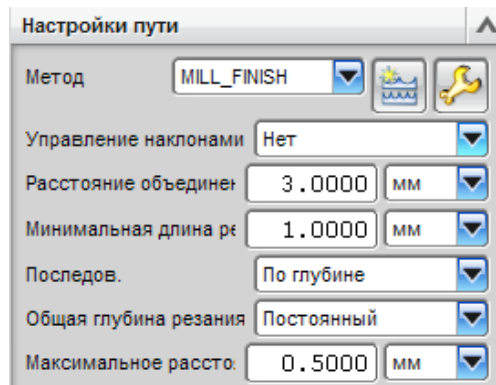 Настройки пути
Метод MILL_FINISH
Управление наклонами Нет
Расстояние объединен 3.0000 мм
Минимальная длина ре 1.0000 мм
Последов. По глубине
Общая глубина резания Постоянный
Максимальное рассто 0.5000 мм